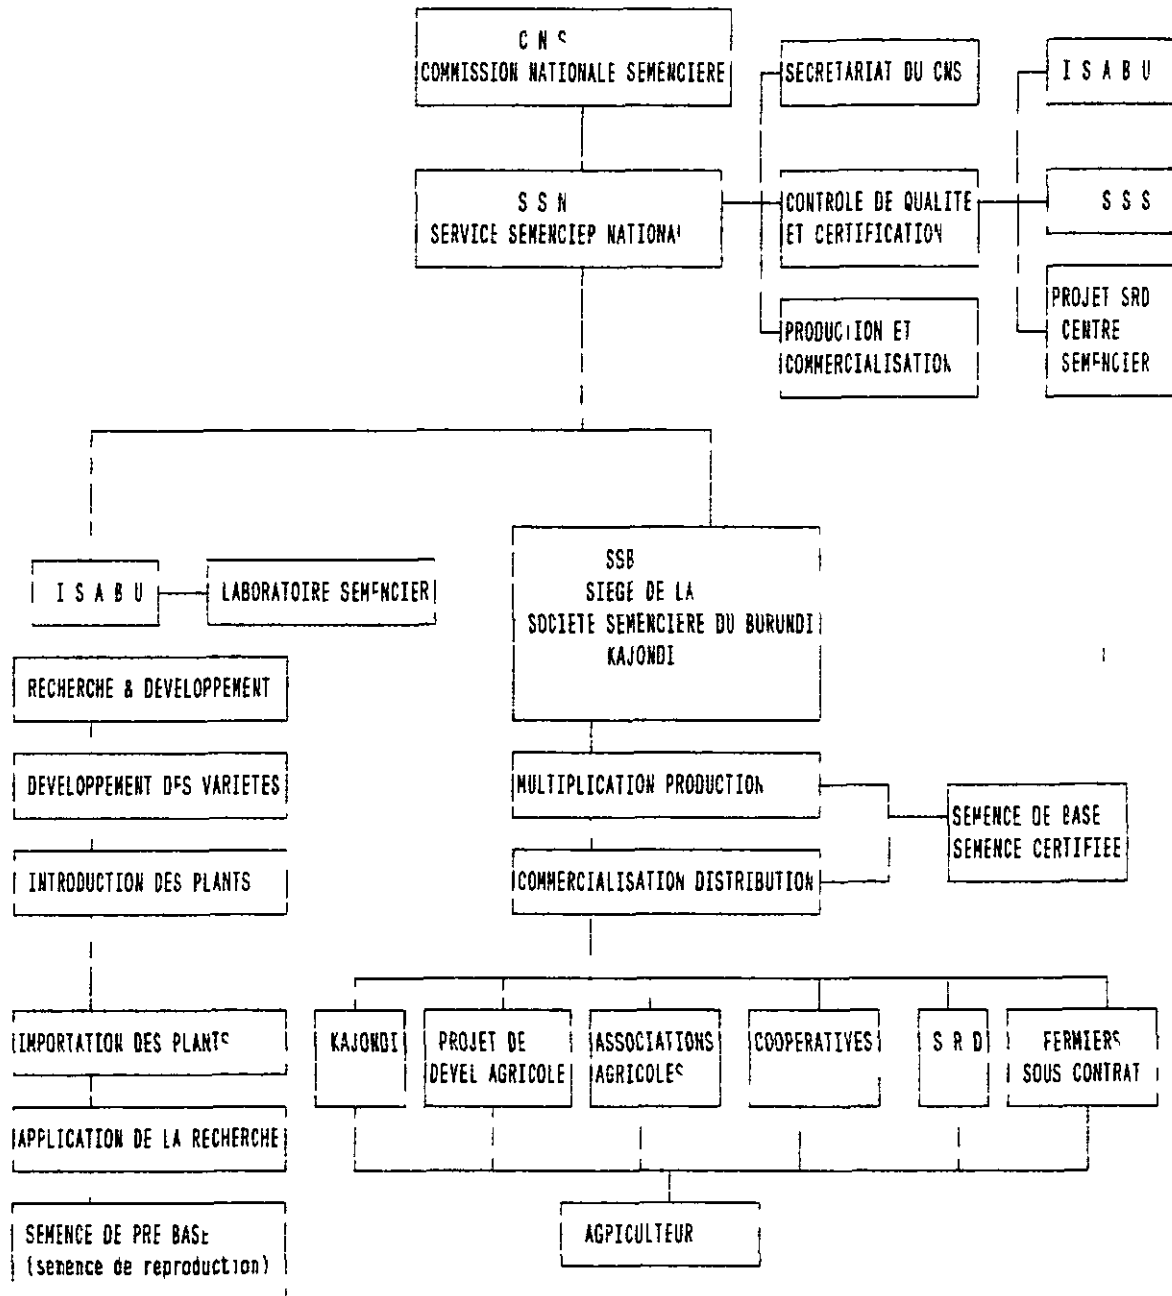 C N S
COMMISSION NATIONALE SEMENCIERE
SECRETARIAT DU CNS
I S A B U
S S N
SERVICE SEMENCIEP NATIONAL
CONTROLE DE QUALITE
ET CERTIFICATION
S S S
PRODUCTION ET
COMMERCIALISATION
PROJET SRD
CENTRE
SEMENCIER
I S A B U
LABORATOIRE SEMENCIER
SSB
SIEGE DE LA
SOCIETE SEMENCIERE DU BURUNDI
KAJONDI
RECHERCHE & DEVELOPPEMENT
DEVELOPPEMENT DES VARIETES
INTRODUCTION DES PLANTS
MULTIPLICATION PRODUCTION
COMMERCIALISATION DISTRIBUTION
SEMENCE DE BASE
SEMENCE CERTIFIEE
IMPORTATION DES PLANTS
APPLICATION DE LA RECHERCHE
SEMENCE DE PRE BASE
(semence de reproduction)
KAJONDI
PROJET DE
DEVEL AGRICOLE
ASSOCIATIONS
AGRICOLES
COOPERATIVES
S R D
FERMIERS
SOUS CONTRAT
AGPICULTEUR